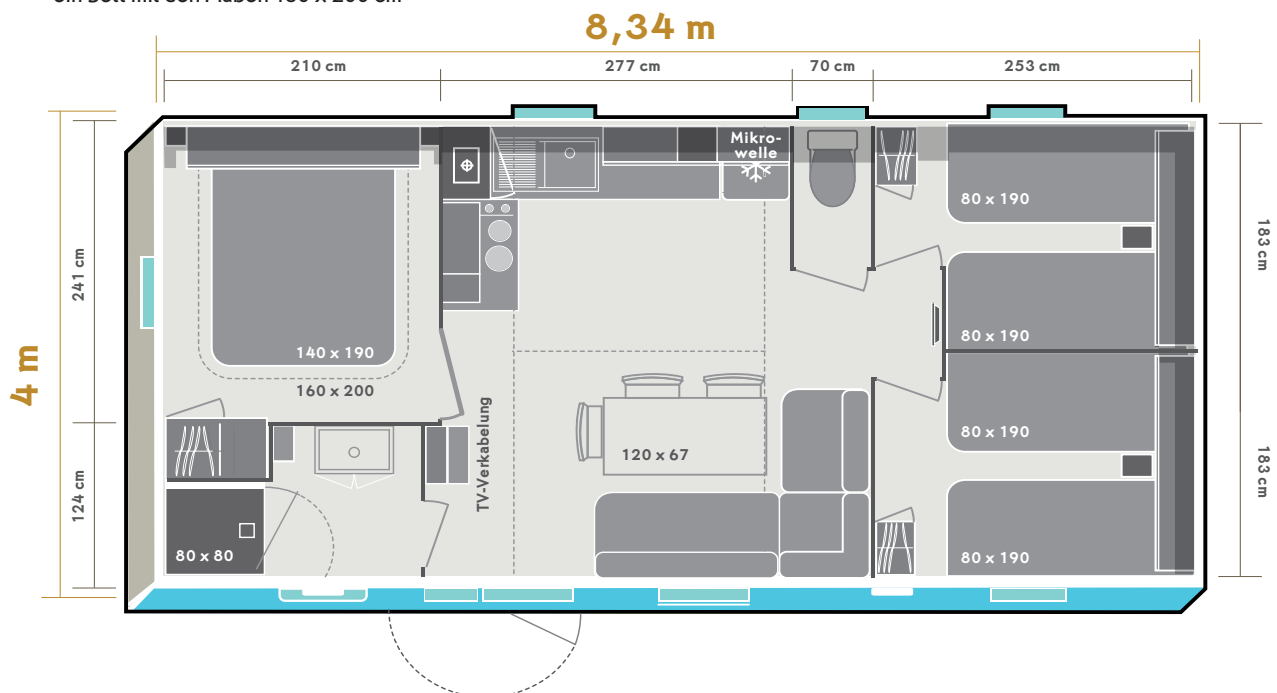 8,34 m
210 cm
277 cm
70 cm
253 cm
4 m
241 cm
124 cm
183 cm
183 cm
Mikro-
welle
80 x 190
80 x 190
140 x 190
160 x 200
TV-Verkabelung
120 x 67
80 x 190
80 x 80
80 x 190